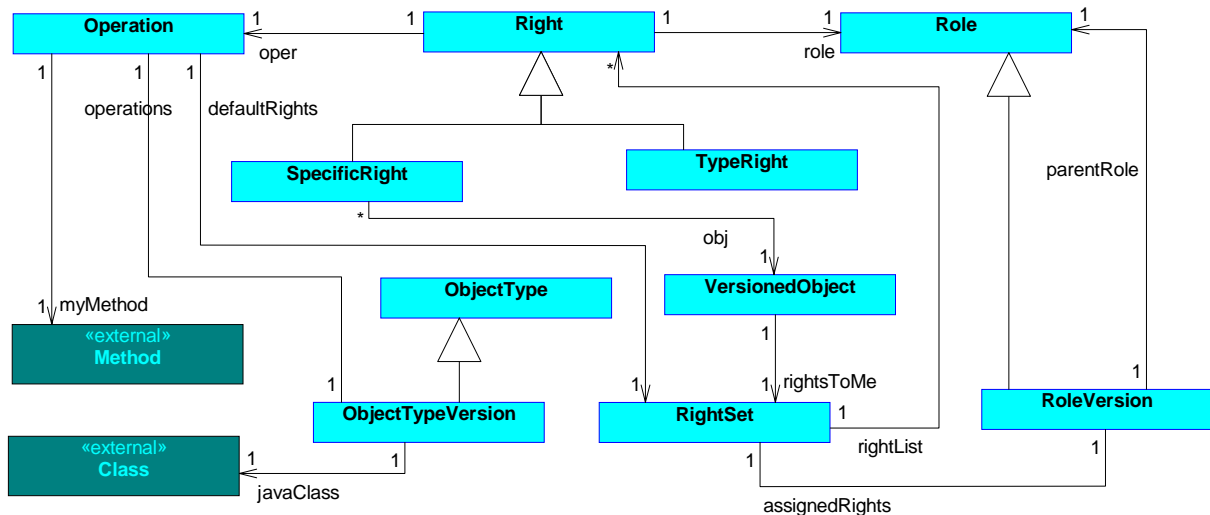 1 1 1 1
Operation
Right
Role
oper
role
1 1 1
*
operations
defaultRights
SpecificRight
TypeRight
parentRole
*
obj
1
ObjectType
VersionedObject
1
myMethod
1
«external»
Method
1
1
1
rightsToMe
1
ObjectTypeVersion
RightSet
RoleVersion
1
«external»
Class
1
1
javaClass
1
rightList
1
assignedRights